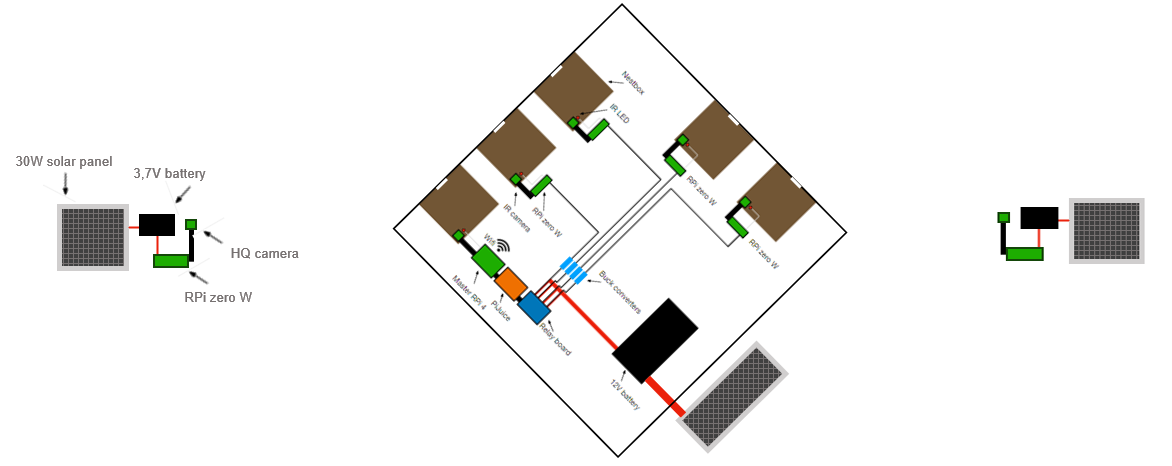 30W solar panel
3,7V battery
HQ camera
RPi zero W
Nestbox
IR LED
IR camera
RPi zero W
RPi zero W
RPi zero W
Wifi
Master RPi 4
PiJuice
Relay board
Buck converters
12V battery